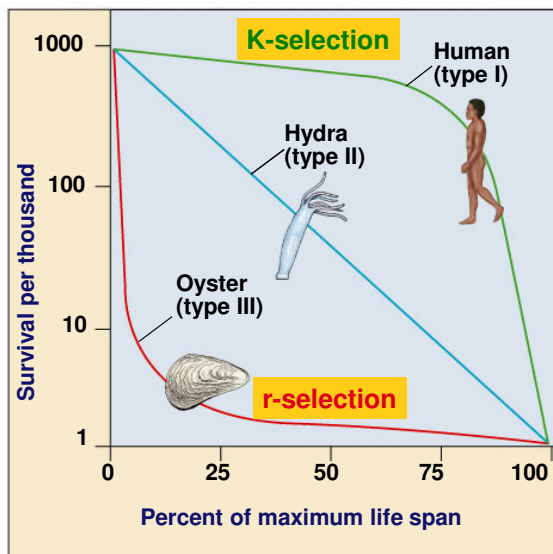 K-selection
Human
(type I)
Hydra
(type II)
Oyster
(type III)
r-selection
Survival per thousand
1000
100
10
1
0 25 50 75 100
Percent of maximum life span